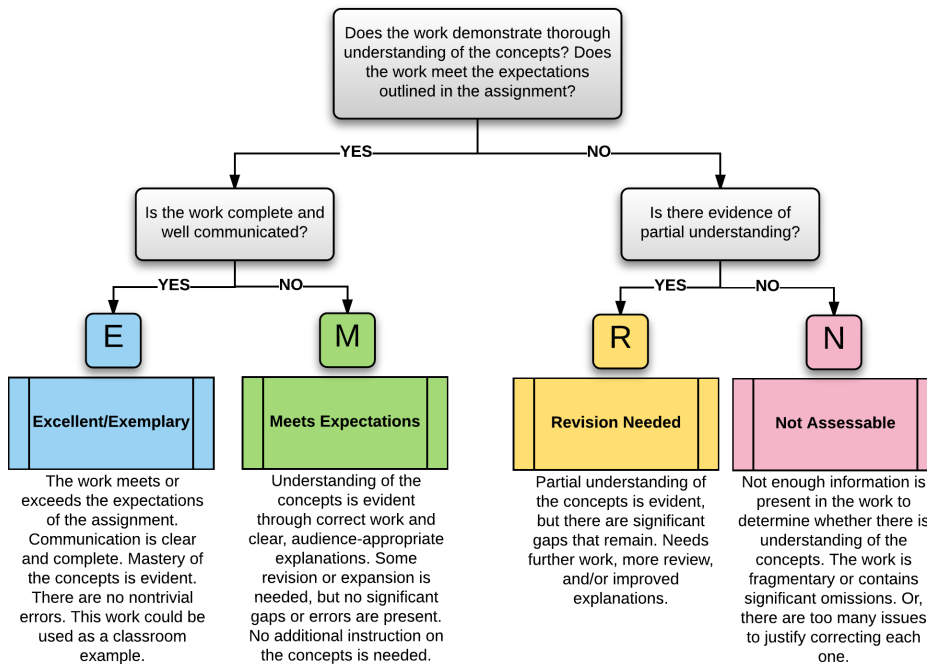 Does the work demonstrate thorough
understanding of the concepts? Does
the work meet the expectations
outlined in the assignment?
YES
NO
Is the work complete and
well communicated?
Is there evidence of
partial understanding?
YES
NO
YES
NO
E
M
R
N
Excellent/Exemplary
Meets Expectations
Revision Needed
Not Assessable
The work meets or
exceeds the expectations
of the assignment.
Communication is clear
and complete. Mastery of
the concepts is evident.
There are no nontrivial
errors. This work could be
used as a classroom
example.
Understanding of the
concepts is evident
through correct work and
clear, audience-appropriate
explanations. Some
revision or expansion is
needed, but no significant
gaps or errors are present.
No additional instruction on
the concepts is needed.
Partial understanding of
the concepts is evident,
but there are significant
gaps that remain. Needs
further work, more review,
and/or improved
explanations.
Not enough information is
present in the work to
determine whether there is
understanding of the
concepts. The work is
fragmentary or contains
significant omissions. Or,
there are too many issues
to justify correcting each
one.